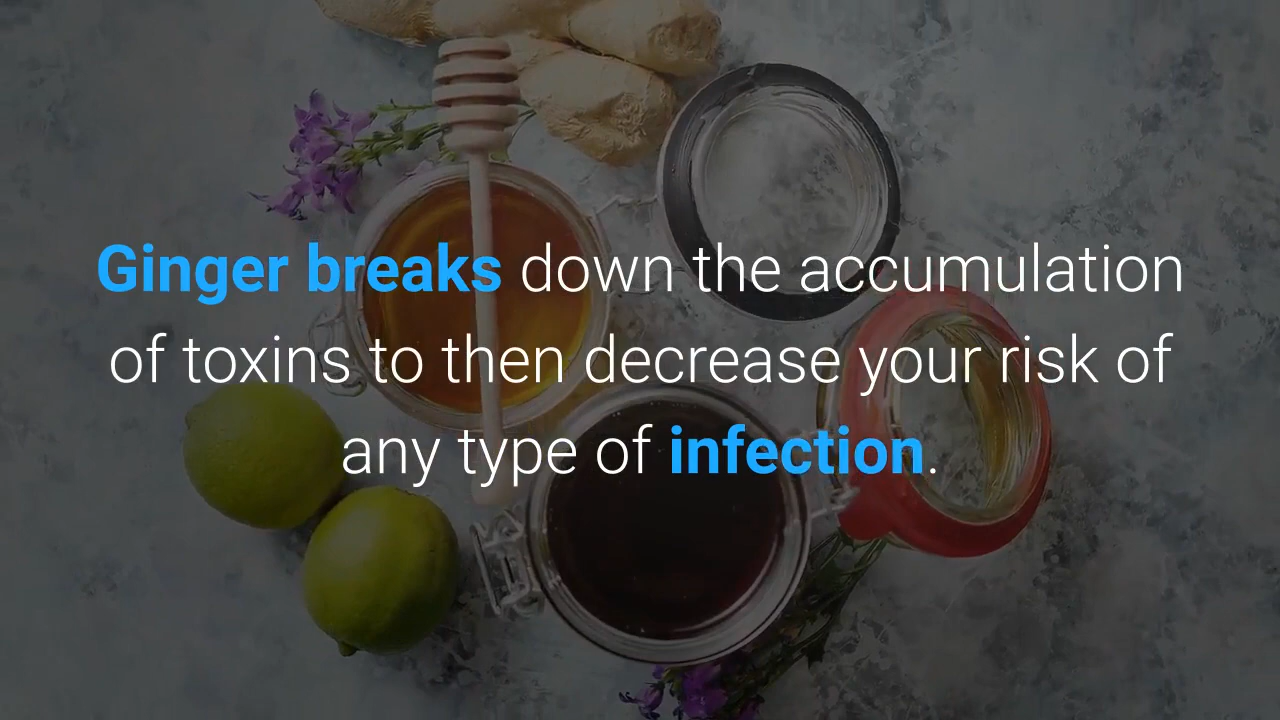 Ginger breaks down the accumulation
of toxins to then decrease your risk of
any type of infection.